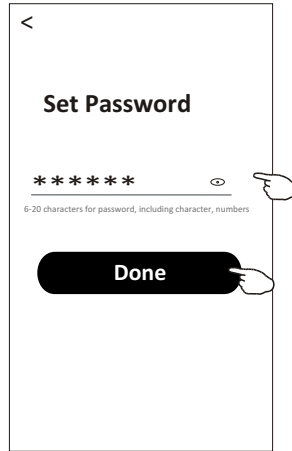 <
Set Password
******
6-20 characters for password, including character, numbers
Done